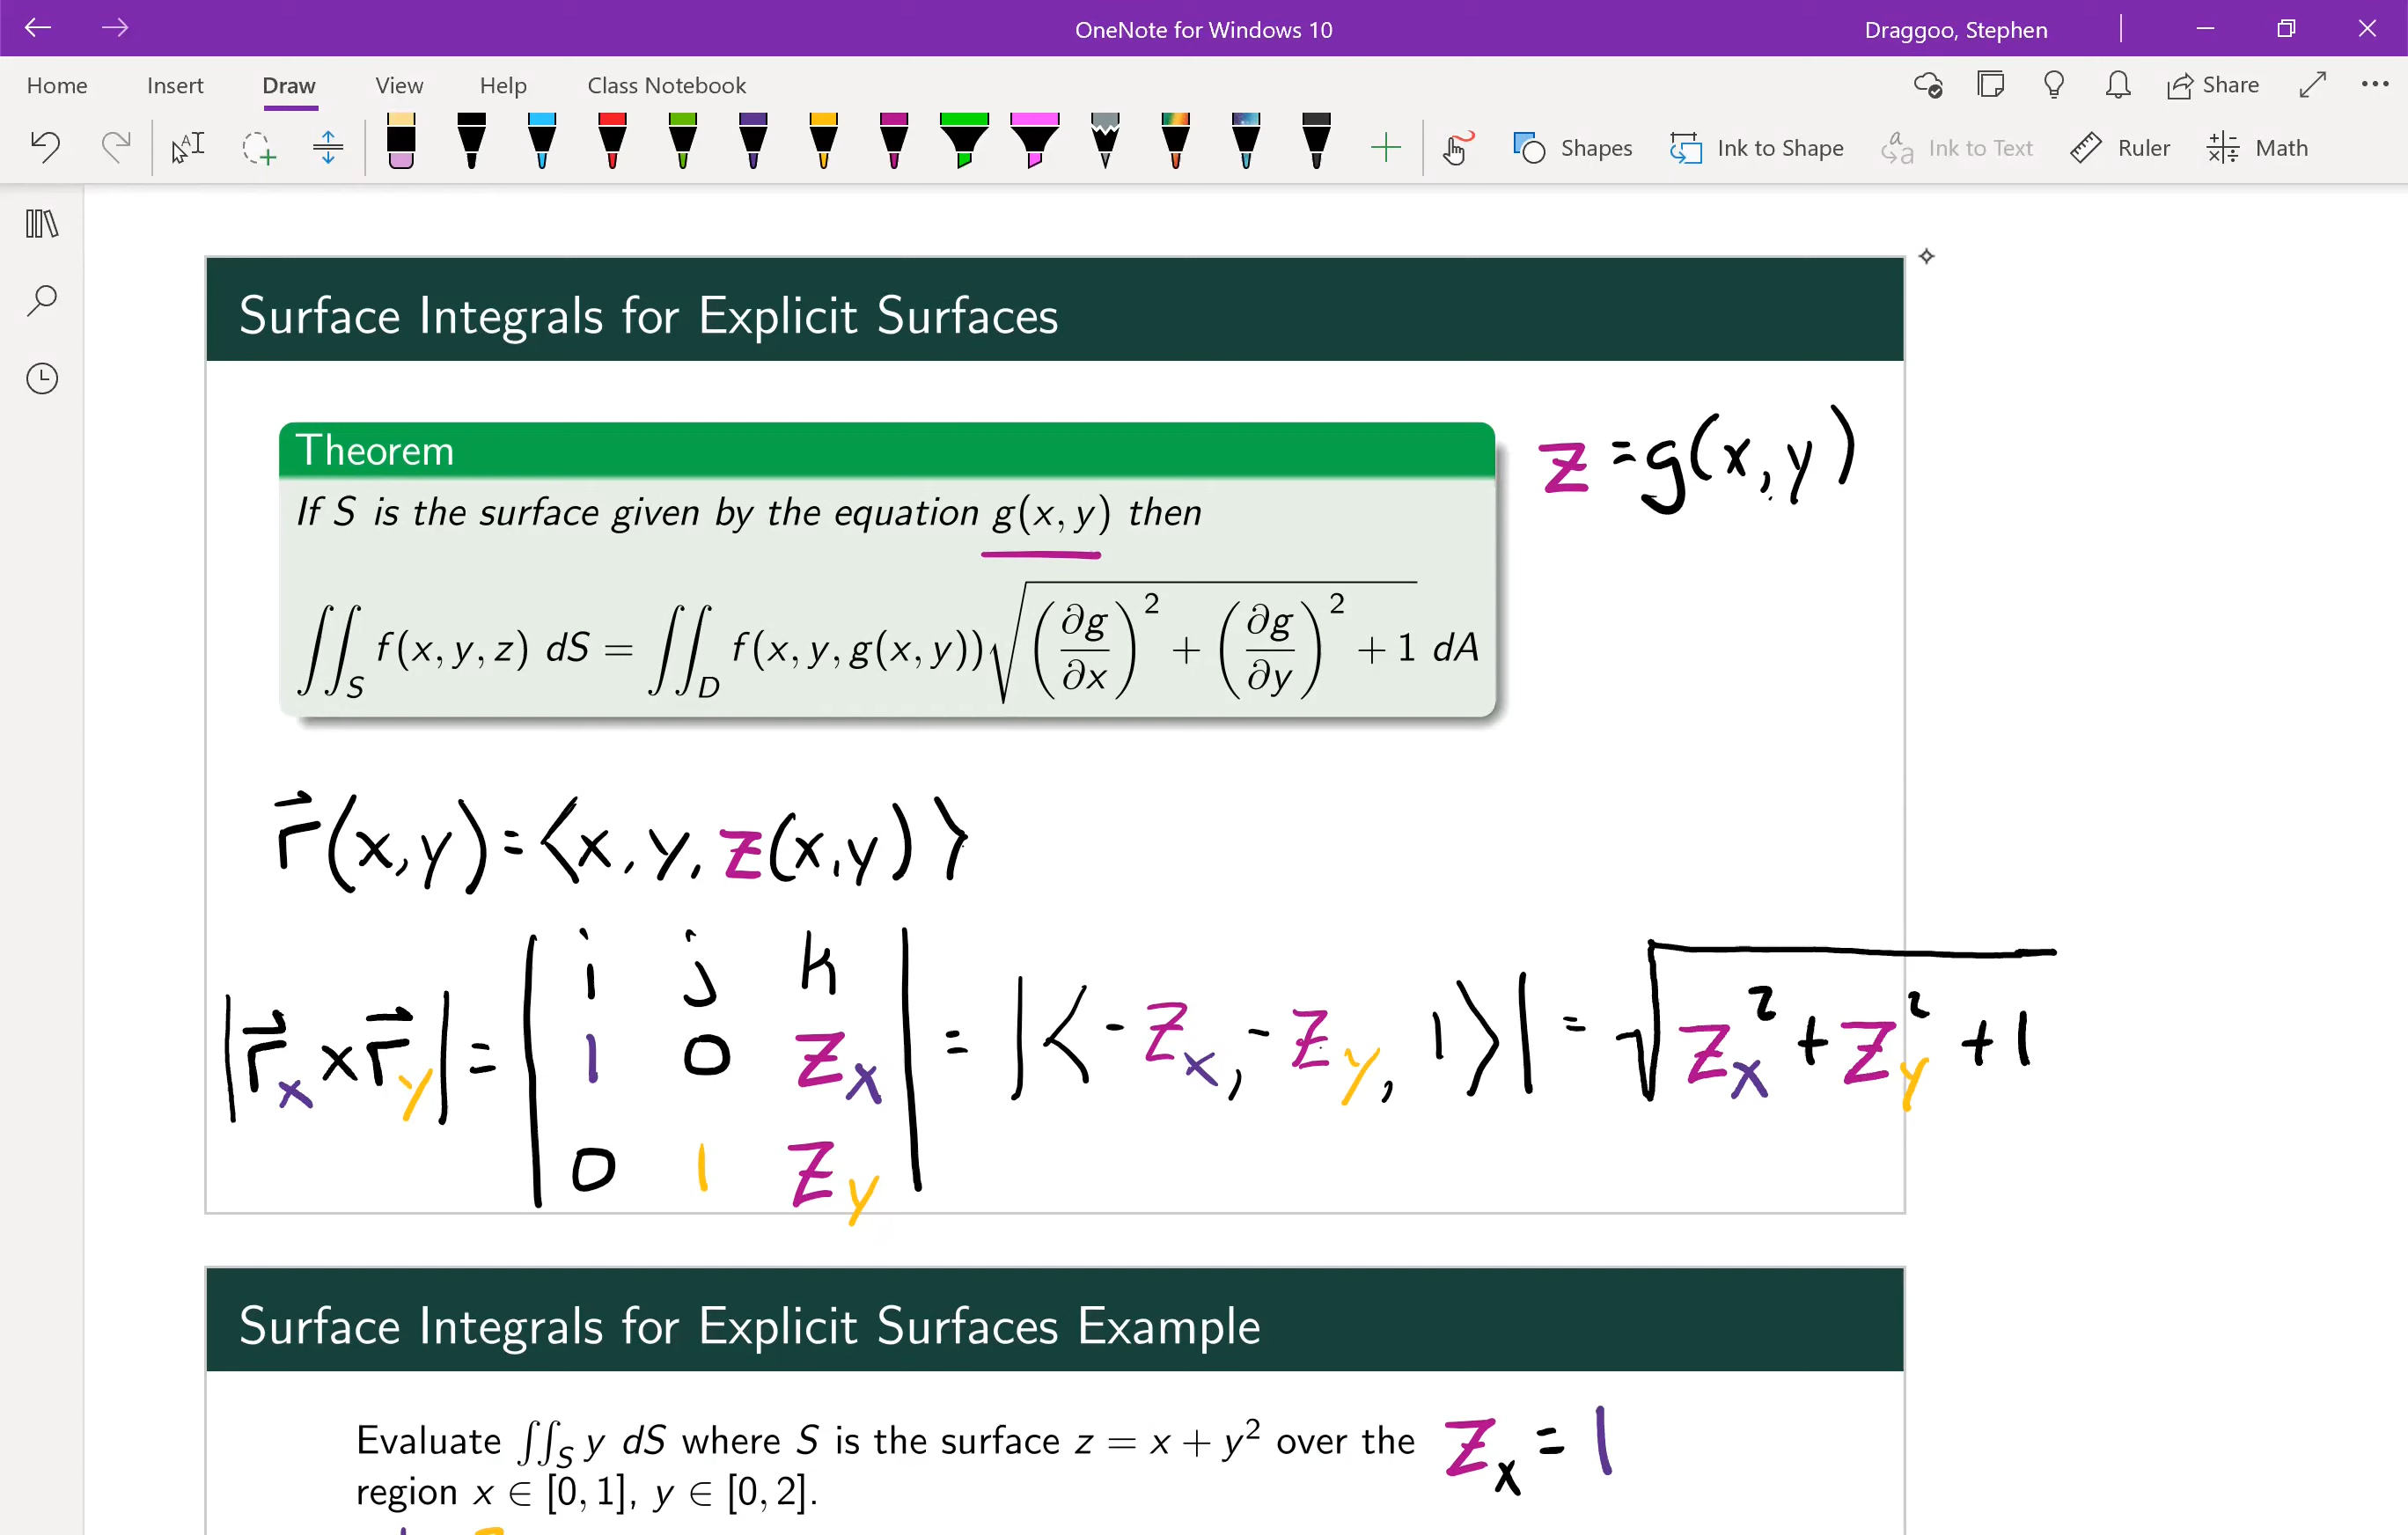 OneNote for Windows 10
Draggoo, Stephen
Home Insert Draw View Help Class Notebook Share
Shapes Ink to Shape Ink to Text Ruler Math
Surface Integrals for Explicit Surfaces
Theorem
If S is the surface given by the equation g(x, y) then
∬_S f(x, y, z) dS = ∬_D f(x, y, g(x, y))√((∂g/∂x)² + (∂g/∂y)² + 1) dA
z = g(x, y)
r⃗(x, y) = ⟨x, y, z(x, y)⟩
|r⃗_x × r⃗_y| = | i j k | = |⟨-z_x, -z_y, 1⟩| = √(z_x² + z_y² + 1)
1 0 z_x
0 1 z_y
Surface Integrals for Explicit Surfaces Example
Evaluate ∬_S y dS where S is the surface z = x + y² over the
region x ∈ [0, 1], y ∈ [0, 2].
z_x = 1